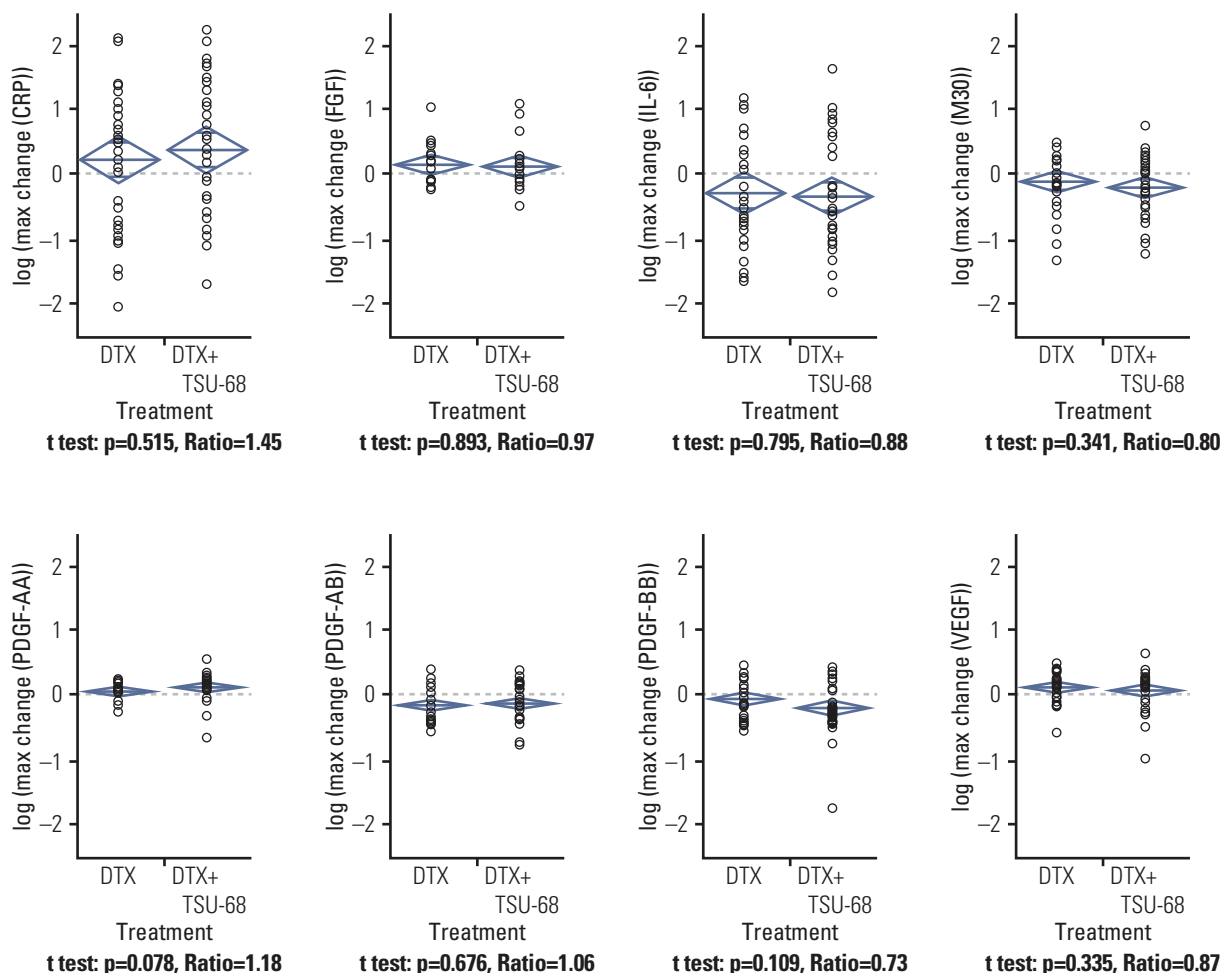 log (max change (CRP))
2
1
0
–1
–2
DTX
DTX+
TSU-68
Treatment
t test: p=0.515, Ratio=1.45
log (max change (FGF))
2
1
0
–1
–2
DTX
DTX+
TSU-68
Treatment
t test: p=0.893, Ratio=0.97
log (max change (IL-6))
2
1
0
–1
–2
DTX
DTX+
TSU-68
Treatment
t test: p=0.795, Ratio=0.88
log (max change (M30))
2
1
0
–1
–2
DTX
DTX+
TSU-68
Treatment
t test: p=0.341, Ratio=0.80
log (max change (PDGF-AA))
2
1
0
–1
–2
DTX
DTX+
TSU-68
Treatment
t test: p=0.078, Ratio=1.18
log (max change (PDGF-AB))
2
1
0
–1
–2
DTX
DTX+
TSU-68
Treatment
t test: p=0.676, Ratio=1.06
log (max change (PDGF-BB))
2
1
0
–1
–2
DTX
DTX+
TSU-68
Treatment
t test: p=0.109, Ratio=0.73
log (max change (VEGF))
2
1
0
–1
–2
DTX
DTX+
TSU-68
Treatment
t test: p=0.335, Ratio=0.87